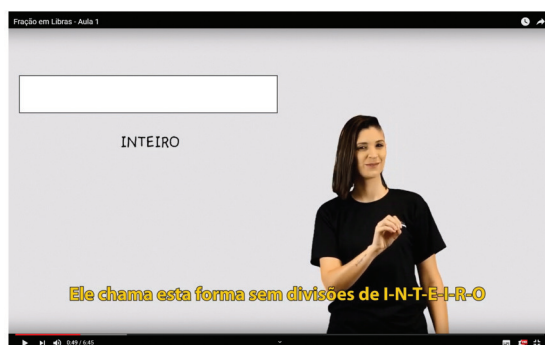 Fração em Libras - Aula 1
INTEIRO
Ele chama esta forma sem divisões de I-N-T-E-I-R-O
0:49 / 6:45